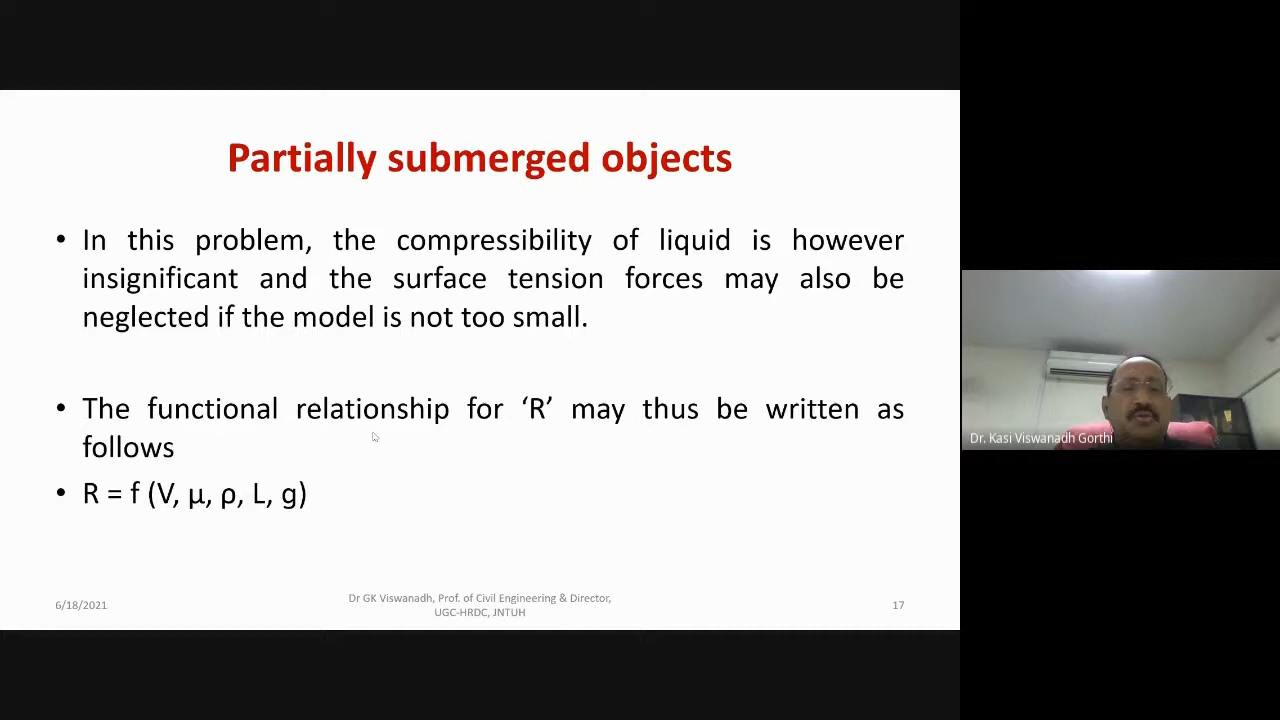 Partially submerged objects
• In this problem, the compressibility of liquid is however
insignificant and the surface tension forces may also be
neglected if the model is not too small.
• The functional relationship for ‘R’ may thus be written as
follows
• R = f (V, μ, ρ, L, g)
6/18/2021
Dr GK Viswanadh, Prof. of Civil Engineering & Director,
UGC-HRDC, JNTUH
17
Dr. Kasi Viswanadh Gorthi